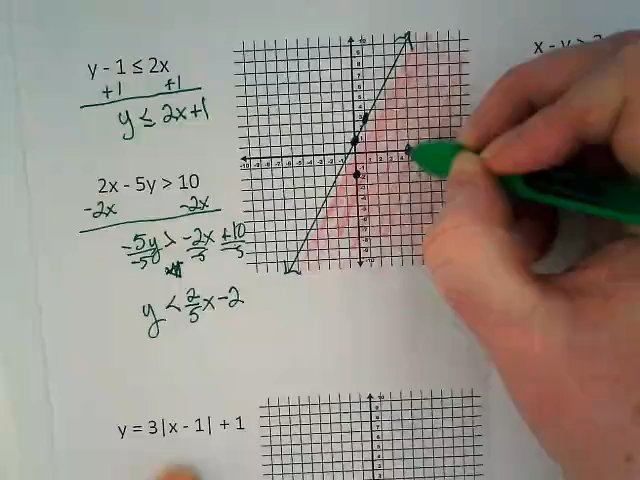 y - 1 ≤ 2x
+1 +1
y ≤ 2x+1
2x - 5y > 10
-2x -2x
-5y > -2x +10
-5 -5 -5
y < 2/5 x - 2
y = 3|x - 1| + 1